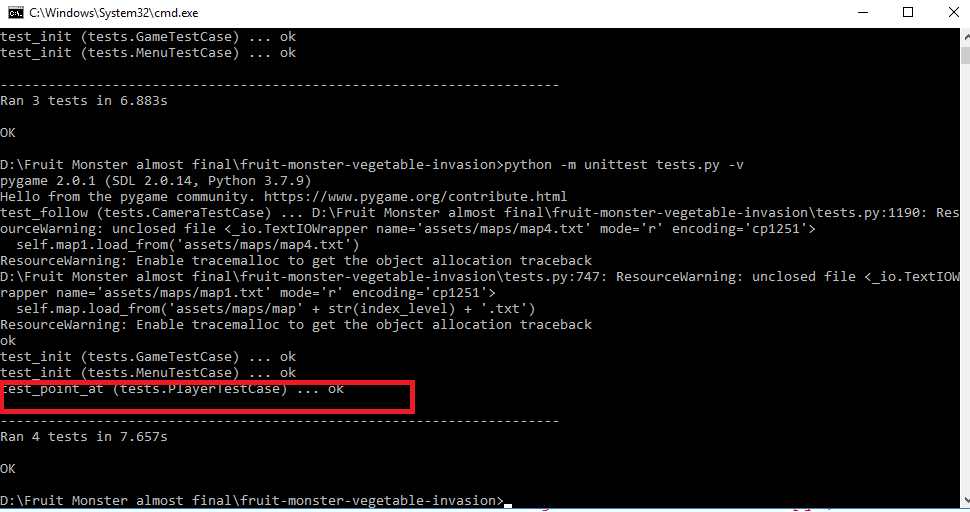 C:\Windows\System32\cmd.exe
test_init (tests.GameTestCase) ... ok
test_init (tests.MenuTestCase) ... ok
----------------------------------------------------------------------
Ran 3 tests in 6.883s
OK
D:\Fruit Monster almost final\fruit-monster-vegetable-invasion>python -m unittest tests.py -v
pygame 2.0.1 (SDL 2.0.14, Python 3.7.9)
Hello from the pygame community. https://www.pygame.org/contribute.html
test_follow (tests.CameraTestCase) ... D:\Fruit Monster almost final\fruit-monster-vegetable-invasion\tests.py:1190: Res
ourceWarning: unclosed file <_io.TextIOWrapper name='assets/maps/map4.txt' mode='r' encoding='cp1251'>
  self.map1.load_from('assets/maps/map4.txt')
ResourceWarning: Enable tracemalloc to get the object allocation traceback
D:\Fruit Monster almost final\fruit-monster-vegetable-invasion\tests.py:747: ResourceWarning: unclosed file <_io.TextIOW
rapper name='assets/maps/map1.txt' mode='r' encoding='cp1251'>
  self.map.load_from('assets/maps/map' + str(index_level) + '.txt')
ResourceWarning: Enable tracemalloc to get the object allocation traceback
ok
test_init (tests.GameTestCase) ... ok
test_init (tests.MenuTestCase) ... ok
test_point_at (tests.PlayerTestCase) ... ok
----------------------------------------------------------------------
Ran 4 tests in 7.657s
OK
D:\Fruit Monster almost final\fruit-monster-vegetable-invasion>